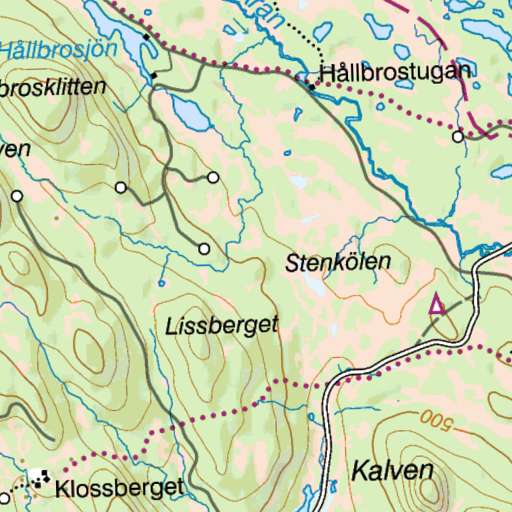 Hållbrosjön
Hållbrostugan
brosklitten
ven
Stenkölen
Lissberget
500
Kalven
Klossberget